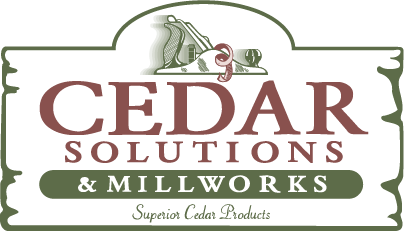 CEDAR
SOLUTIONS
& MILLWORKS
Superior Cedar Products